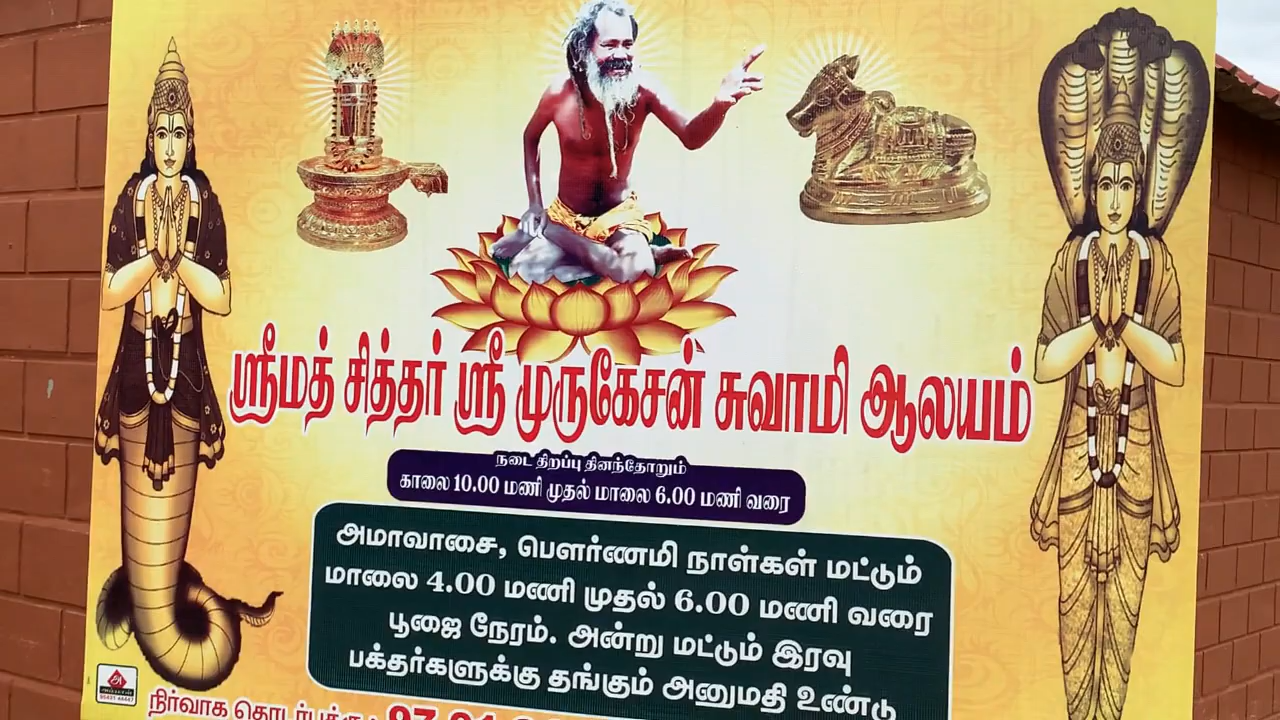 ஸ்ரீமத் சித்தர் ஸ்ரீ முருகேசன் சுவாமி ஆலயம்
நடை திறப்பு தினந்தோறும்
காலை 10.00 மணி முதல் மாலை 6.00 மணி வரை
அமாவாசை, பௌர்ணமி நாள்கள் மட்டும்
மாலை 4.00 மணி முதல் 6.00 மணி வரை
பூஜை நேரம். அன்று மட்டும் இரவு
பக்தர்களுக்கு தங்கும் அனுமதி உண்டு
நிர்வாக தொடர்புக்கு :